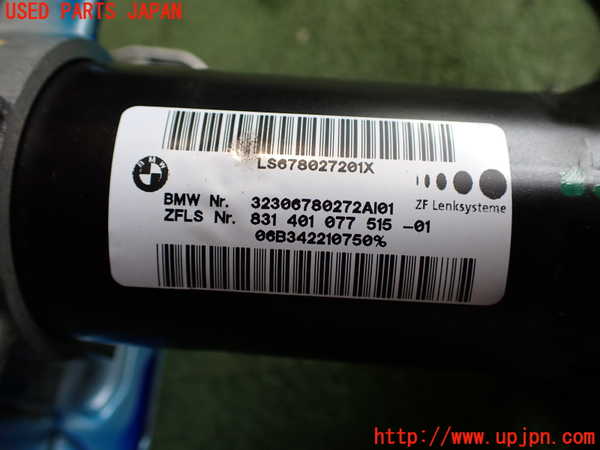 USED PARTS JAPAN
LS678027201X
BMW
BMW Nr. 32306780272AI01
ZFLS Nr. 831 401 077 515 -01
06B342210750%
ZF Lenksysteme
http://www.upjpn.com/